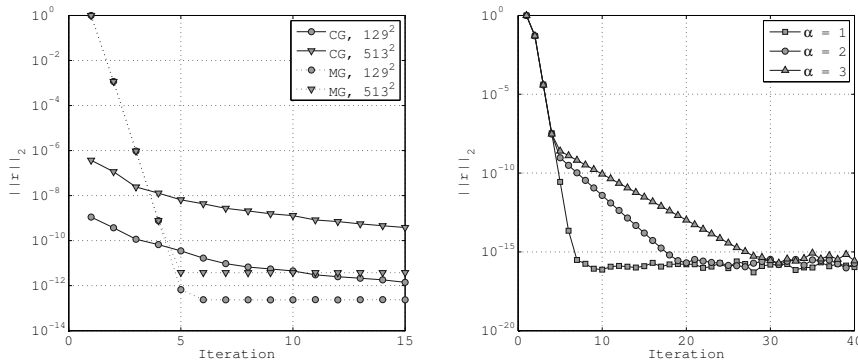 10^0
10^-2
10^-4
10^-6
10^-8
10^-10
10^-12
10^-14
||r||_2
0
5
10
15
Iteration
CG, 129^2
CG, 513^2
MG, 129^2
MG, 513^2
10^0
10^-5
10^-10
10^-15
10^-20
||r||_2
0
10
20
30
40
Iteration
α = 1
α = 2
α = 3